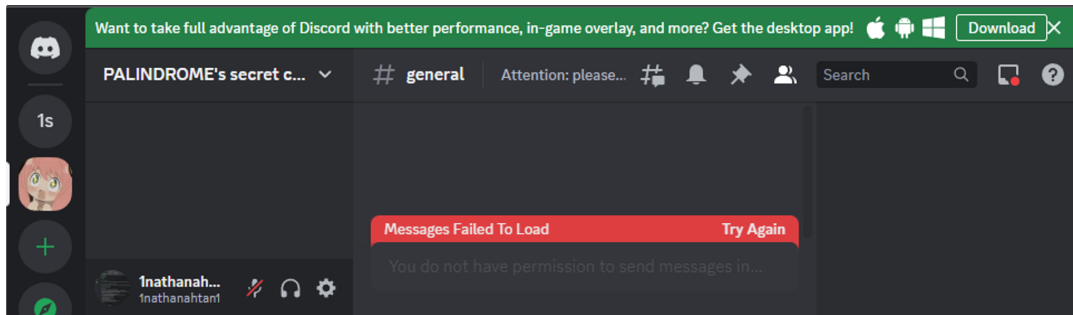 Want to take full advantage of Discord with better performance, in-game overlay, and more? Get the desktop app!
Download
PALINDROME's secret c...
# general
Attention: please...
Search
1s
Messages Failed To Load
Try Again
You do not have permission to send messages in...
1nathanah...
1nathanahtan1